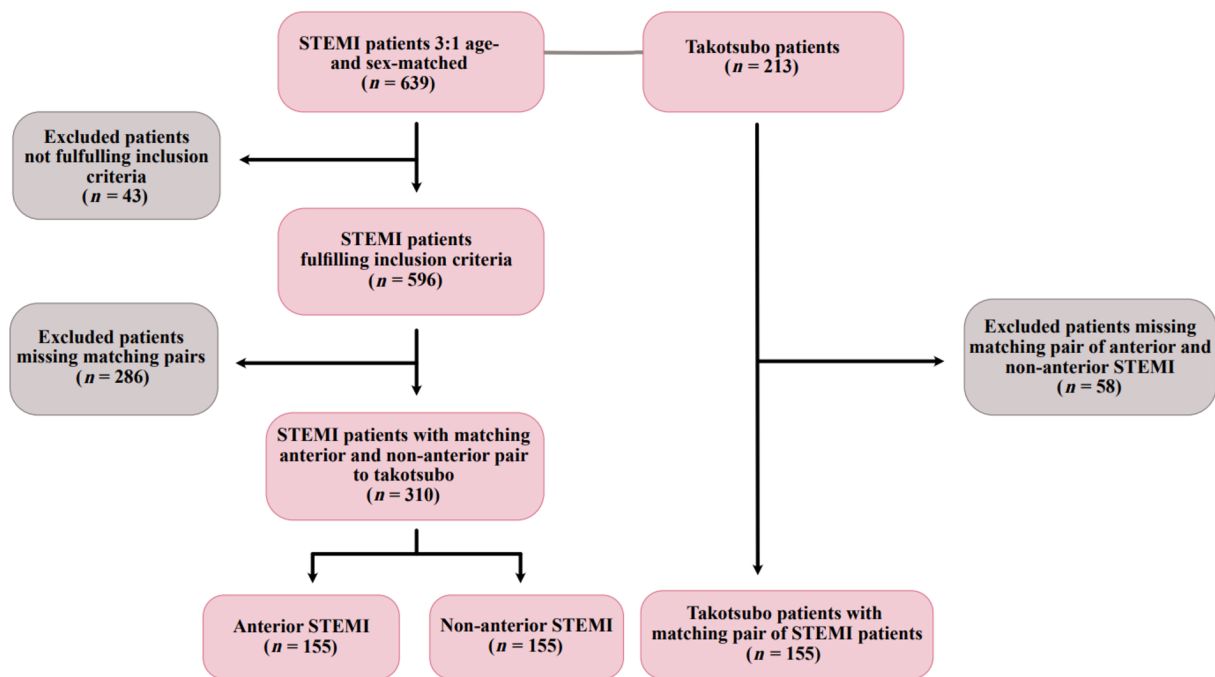 STEMI patients 3:1 age-
and sex-matched
(n = 639)
Takotsubo patients
(n = 213)
Excluded patients
not fulfulling inclusion
criteria
(n = 43)
STEMI patients
fulfilling inclusion criteria
(n = 596)
Excluded patients
missing matching pairs
(n = 286)
Excluded patients missing
matching pair of anterior and
non-anterior STEMI
(n = 58)
STEMI patients with matching
anterior and non-anterior pair
to takotsubo
(n = 310)
Anterior STEMI
(n = 155)
Non-anterior STEMI
(n = 155)
Takotsubo patients with
matching pair of STEMI patients
(n = 155)